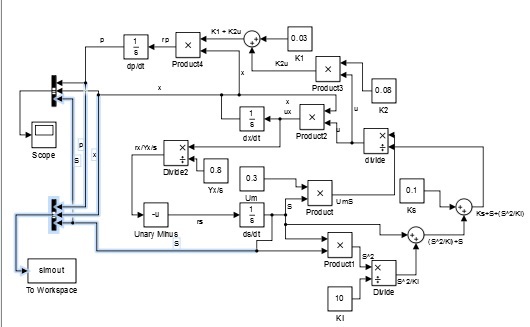 p
1
s
dp/dt
rp
×
Product4
K1 + K2u
0.03
K1
K2u
×
Product3
0.08
K2
x
x
x
ux
1
s
dx/dt
×
Product2
u
u
×
÷
divide
Scope
p
S
x
rx/Yx/s
×
÷
Divide2
0.8
Yx/s
0.3
Um
×
Product
UmS
0.1
Ks
Ks+S+(S^2/KI)
-u
Unary Minus
rs
1
s
ds/dt
S
S
(S^2/KI)+S
×
Product1
S^2
×
÷
Divide
S^2/KI
10
KI
simout
To Workspace